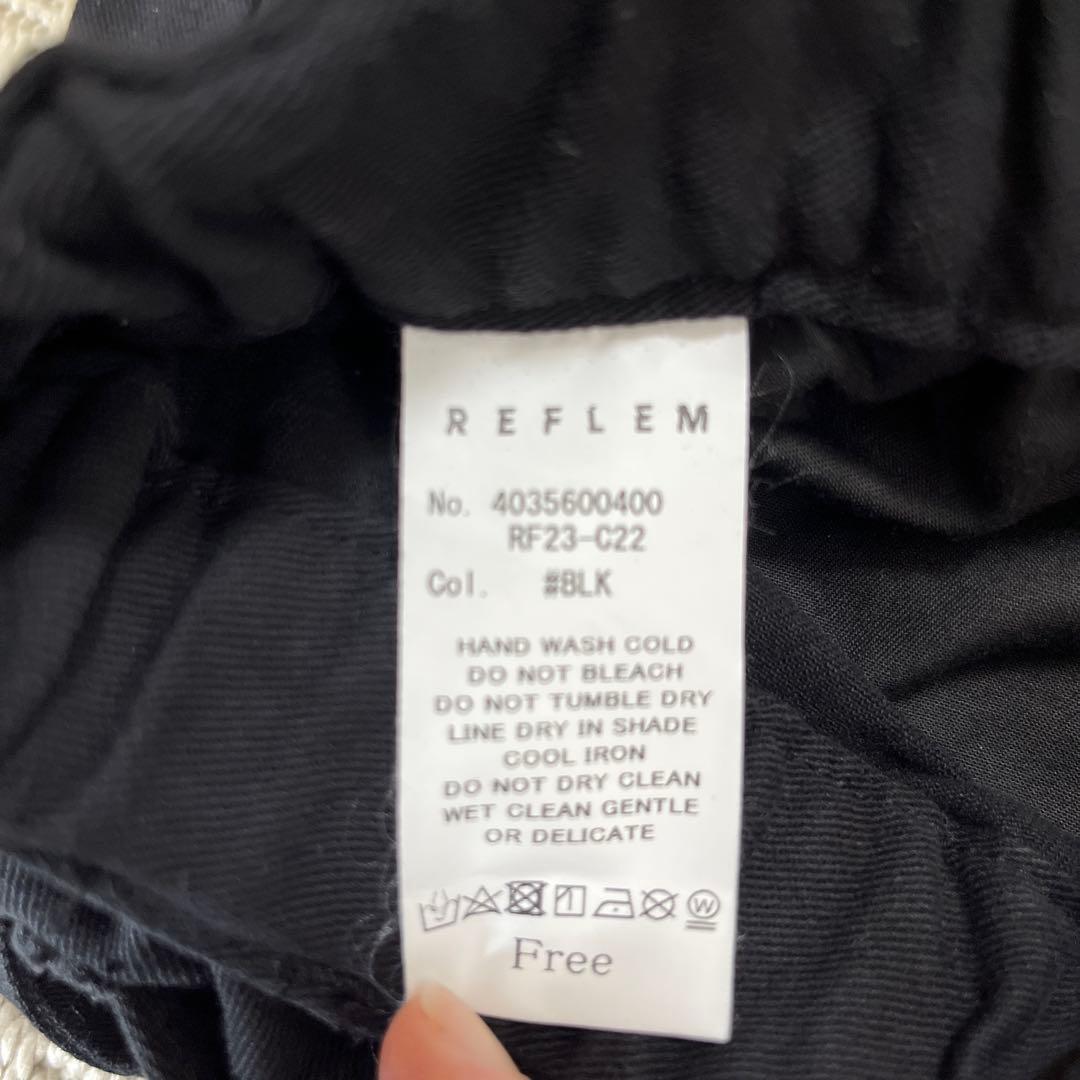 REFLEM
No. 4035600400
RF23-C22
Col. #BLK
HAND WASH COLD
DO NOT BLEACH
DO NOT TUMBLE DRY
LINE DRY IN SHADE
COOL IRON
DO NOT DRY CLEAN
WET CLEAN GENTLE
OR DELICATE
W
Free